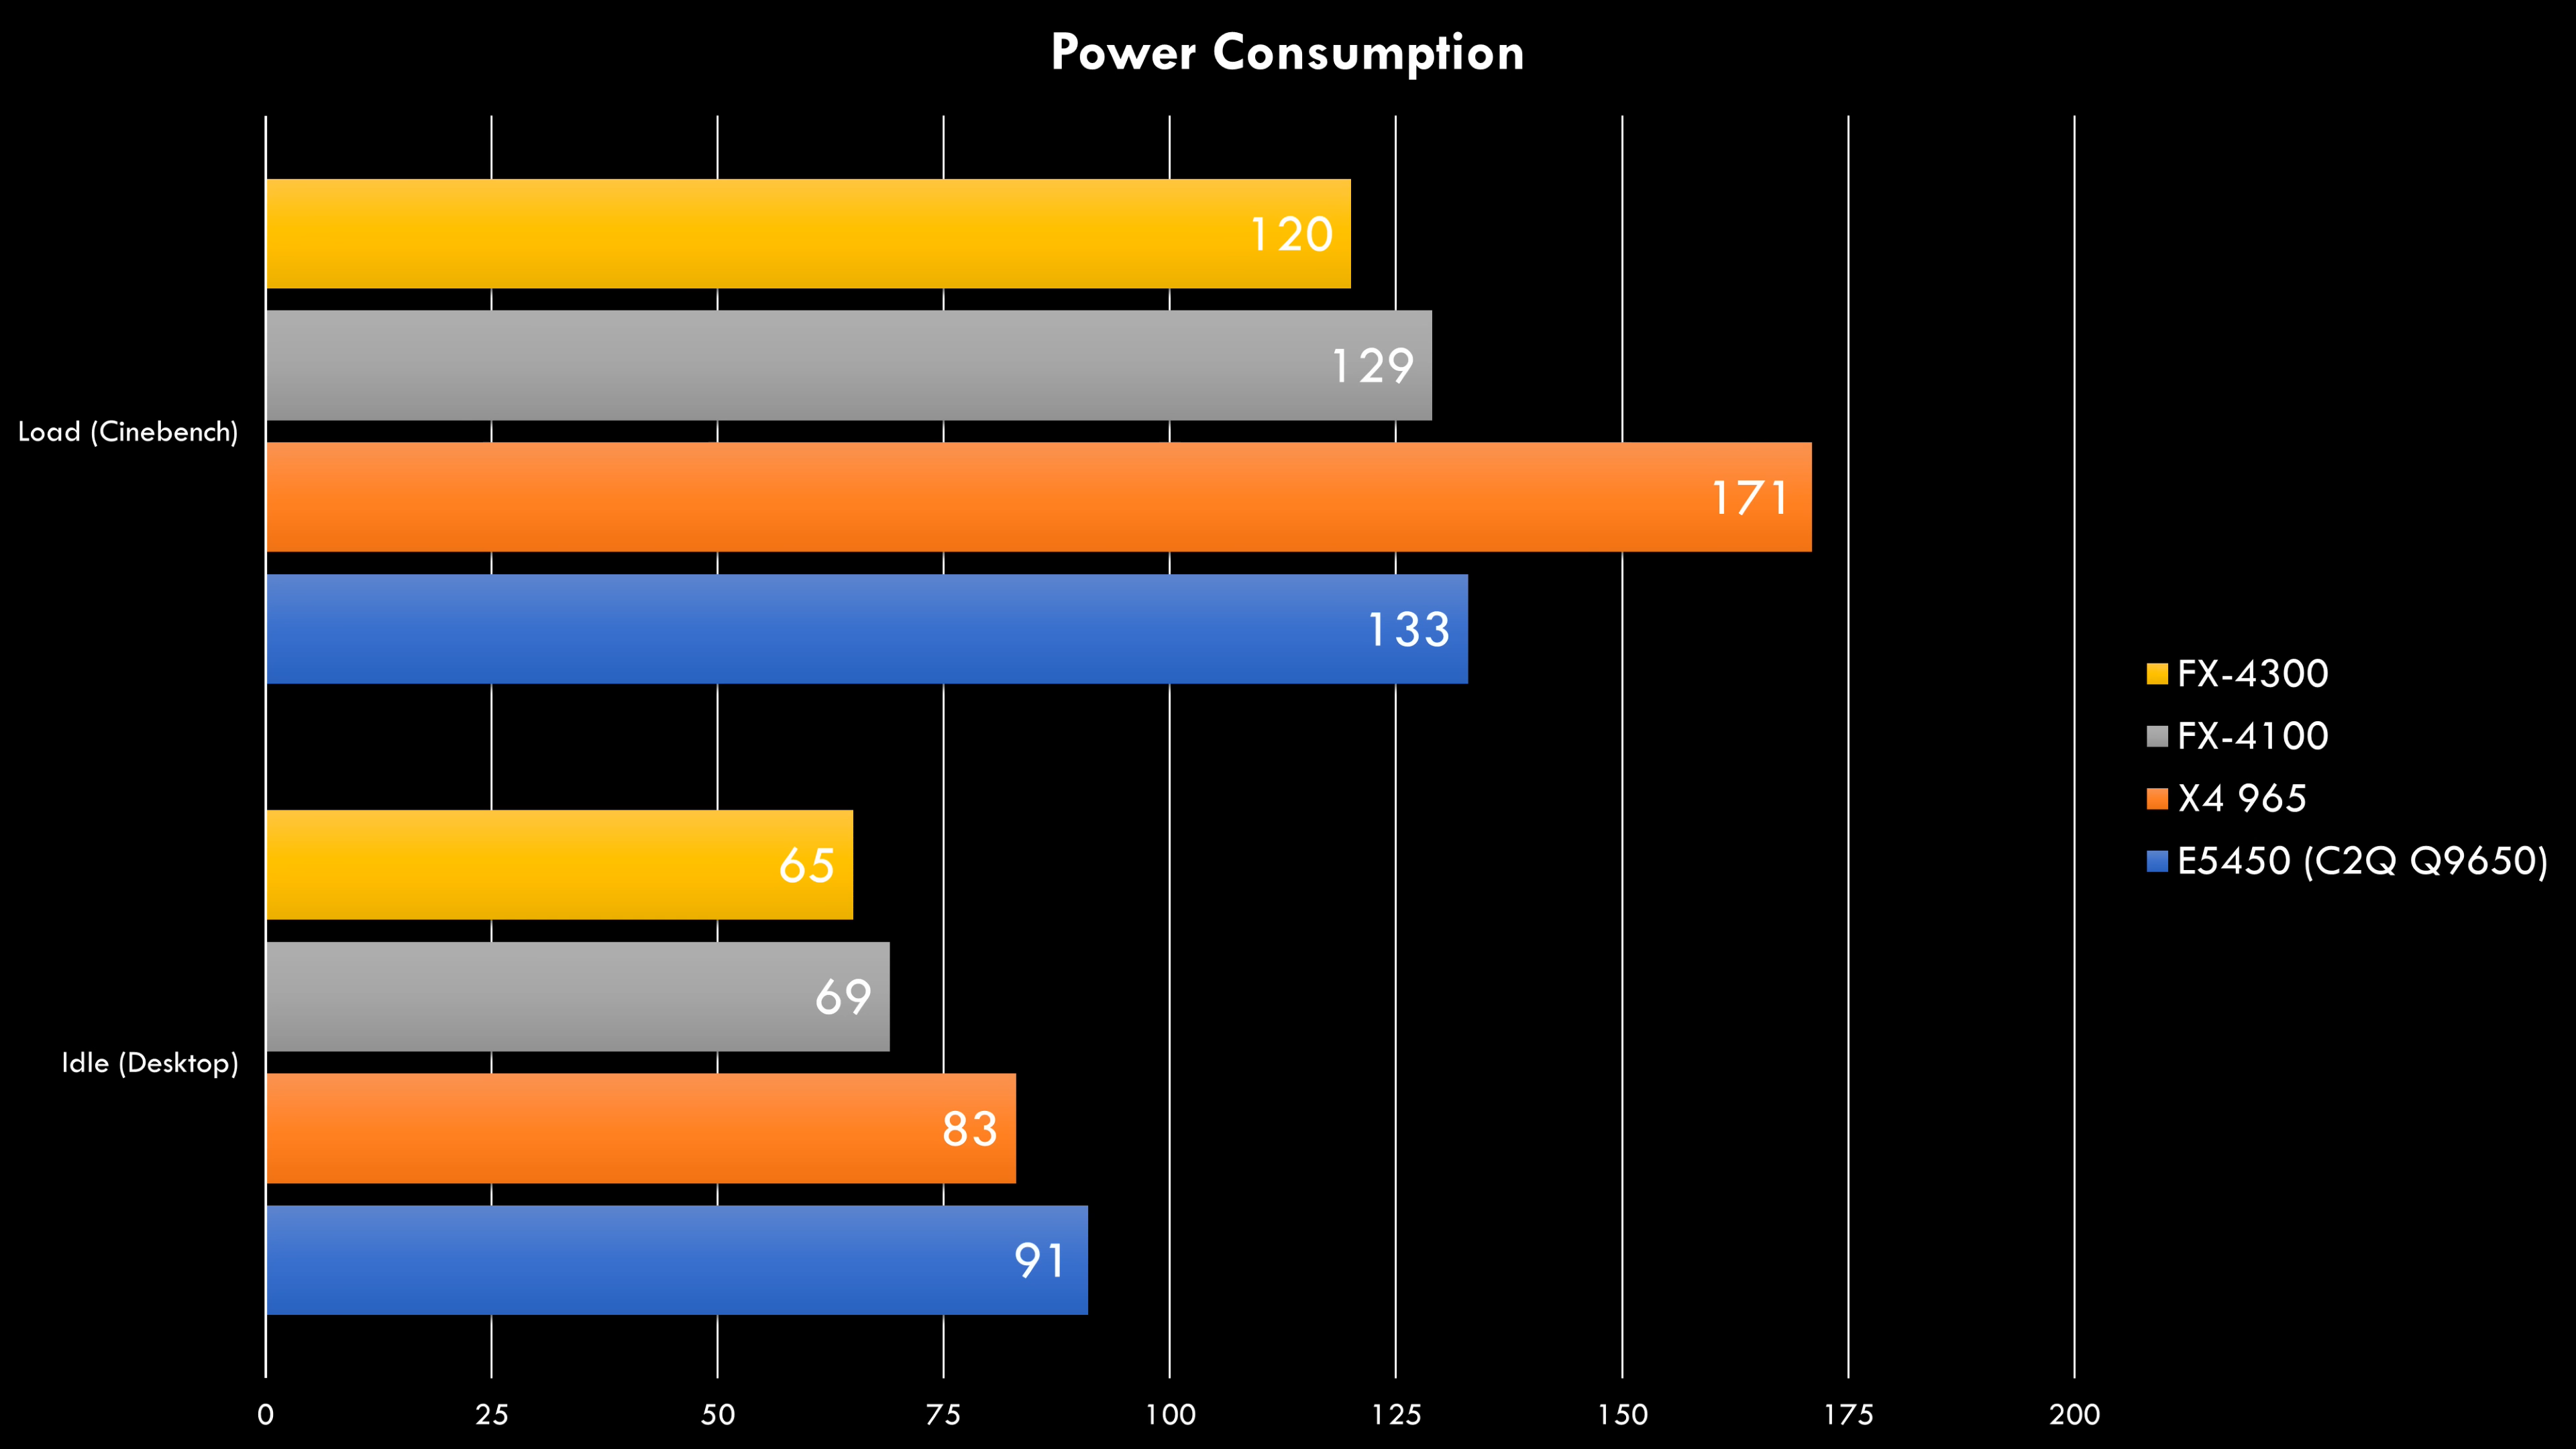 Power Consumption
Load (Cinebench)
120
129
171
133
Idle (Desktop)
65
69
83
91
FX-4300
FX-4100
X4 965
E5450 (C2Q Q9650)
0 25 50 75 100 125 150 175 200